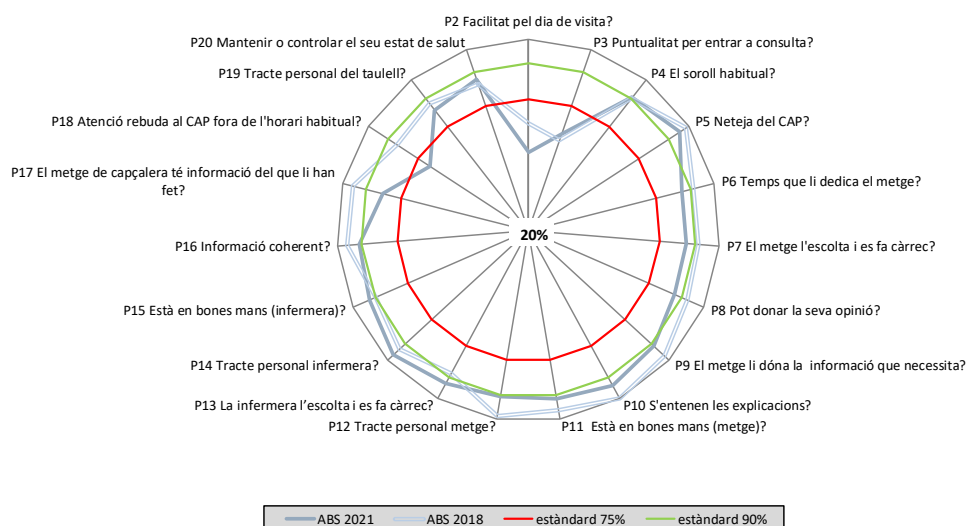 P2 Facilitat pel dia de visita?
P3 Puntualitat per entrar a consulta?
P4 El soroll habitual?
P5 Neteja del CAP?
P6 Temps que li dedica el metge?
P7 El metge l'escolta i es fa càrrec?
P8 Pot donar la seva opinió?
P9 El metge li dóna la informació que necessita?
P10 S'entenen les explicacions?
P11 Està en bones mans (metge)?
P12 Tracte personal metge?
P13 La infermera l’escolta i es fa càrrec?
P14 Tracte personal infermera?
P15 Està en bones mans (infermera)?
P16 Informació coherent?
P17 El metge de capçalera té informació del que li han
fet?
P18 Atenció rebuda al CAP fora de l'horari habitual?
P19 Tracte personal del taulell?
P20 Mantenir o controlar el seu estat de salut
20%
ABS 2021 ABS 2018 estàndard 75% estàndard 90%